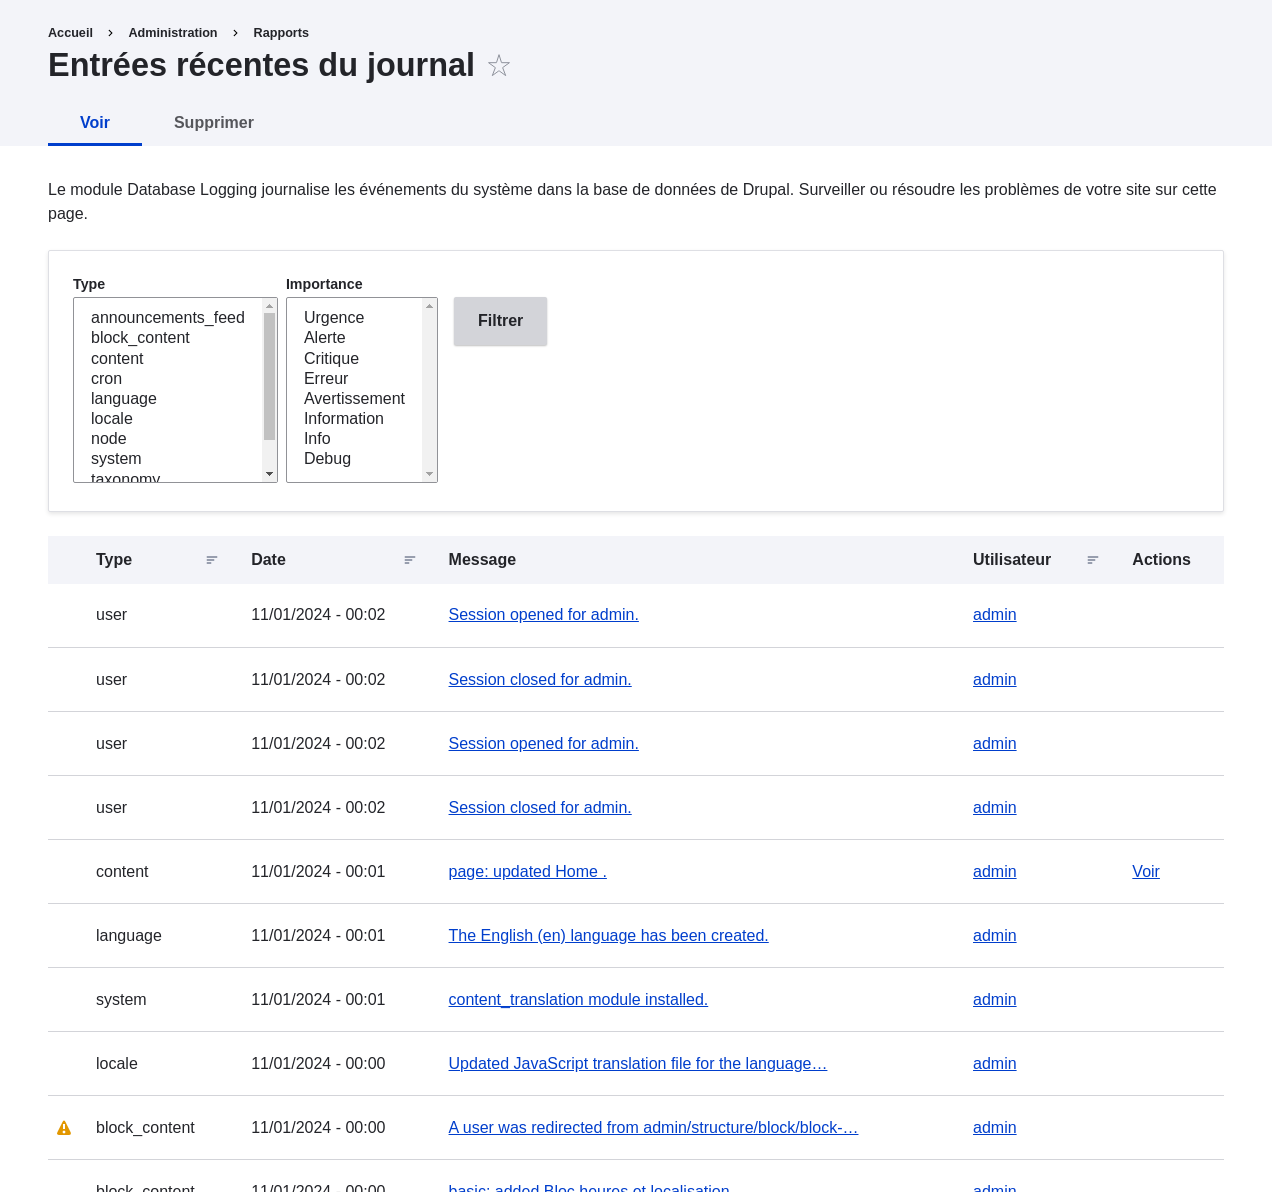 Accueil › Administration › Rapports
Entrées récentes du journal
Voir Supprimer
Le module Database Logging journalise les événements du système dans la base de données de Drupal. Surveiller ou résoudre les problèmes de votre site sur cette
page.
Type Importance
announcements_feed Urgence Filtrer
block_content Alerte
content Critique
cron Erreur
language Avertissement
locale Information
node Info
system Debug
taxonomy
Type Date Message Utilisateur Actions
user 11/01/2024 - 00:02 Session opened for admin. admin
user 11/01/2024 - 00:02 Session closed for admin. admin
user 11/01/2024 - 00:02 Session opened for admin. admin
user 11/01/2024 - 00:02 Session closed for admin. admin
content 11/01/2024 - 00:01 page: updated Home . admin Voir
language 11/01/2024 - 00:01 The English (en) language has been created. admin
system 11/01/2024 - 00:01 content_translation module installed. admin
locale 11/01/2024 - 00:00 Updated JavaScript translation file for the language… admin
block_content 11/01/2024 - 00:00 A user was redirected from admin/structure/block/block-… admin
block_content 11/01/2024 - 00:00 basic: added Bloc heures et localisation. admin